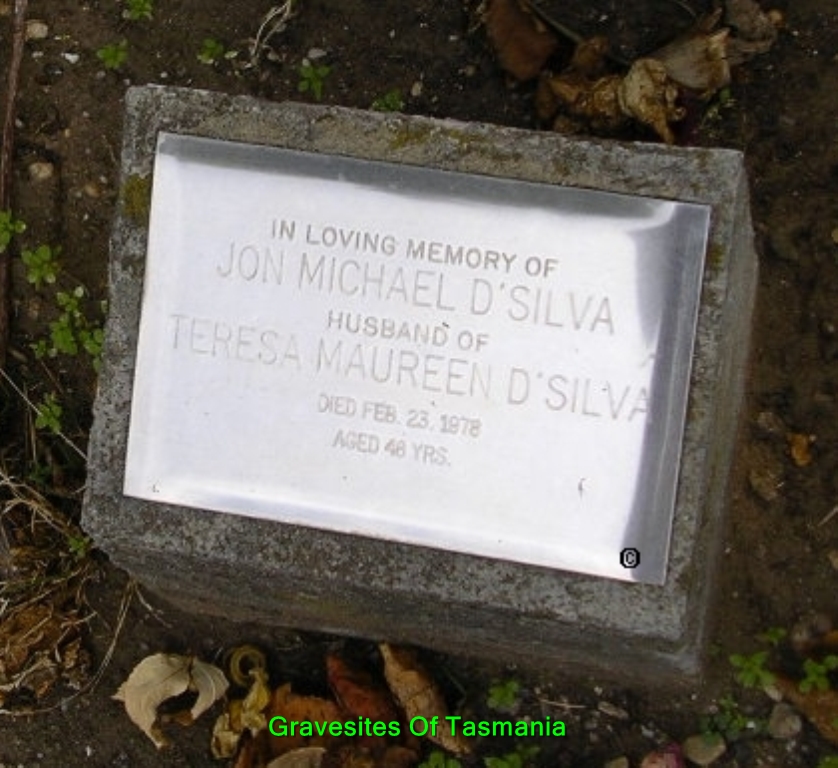 IN LOVING MEMORY OF
JON MICHAEL D'SILVA
HUSBAND OF
TERESA MAUREEN D'SILVA
DIED FEB. 23, 1978
AGED 46 YRS.
©
Gravesites Of Tasmania